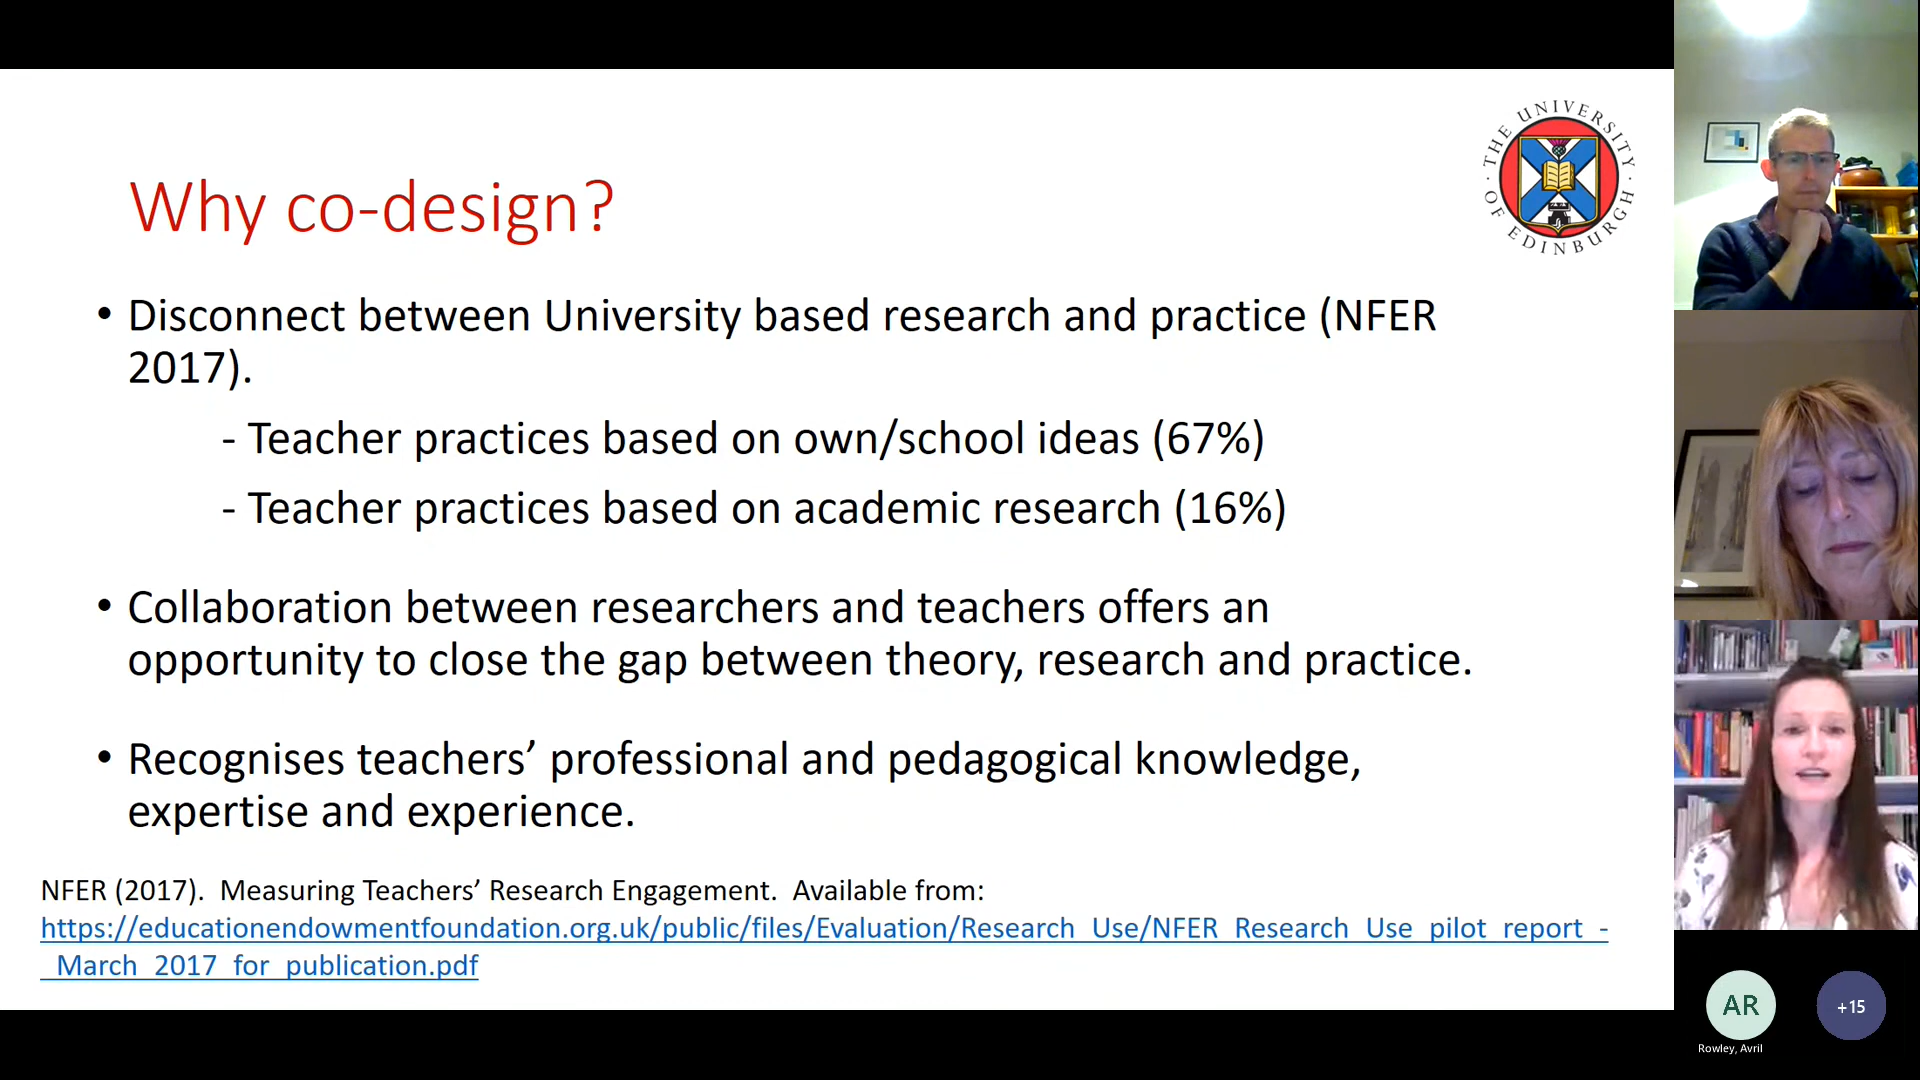 THE UNIVERSITY OF EDINBURGH
Why co-design?
• Disconnect between University based research and practice (NFER
2017).
- Teacher practices based on own/school ideas (67%)
- Teacher practices based on academic research (16%)
• Collaboration between researchers and teachers offers an
opportunity to close the gap between theory, research and practice.
• Recognises teachers’ professional and pedagogical knowledge,
expertise and experience.
NFER (2017).  Measuring Teachers’ Research Engagement.  Available from:
https://educationendowmentfoundation.org.uk/public/files/Evaluation/Research_Use/NFER_Research_Use_pilot_report_-
_March_2017_for_publication.pdf
AR
+15
Rowley, Avril